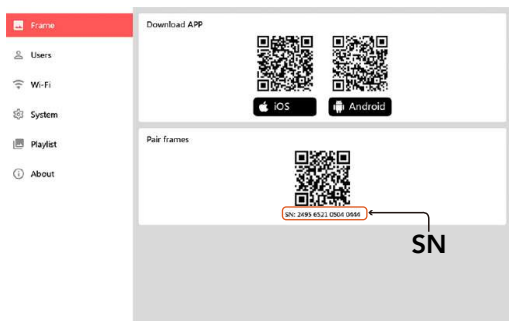 Frame
Users
Wi-Fi
System
Playlist
About
Download APP
iOS
Android
Pair frames
SN: 2495 6521 0504 0444
SN